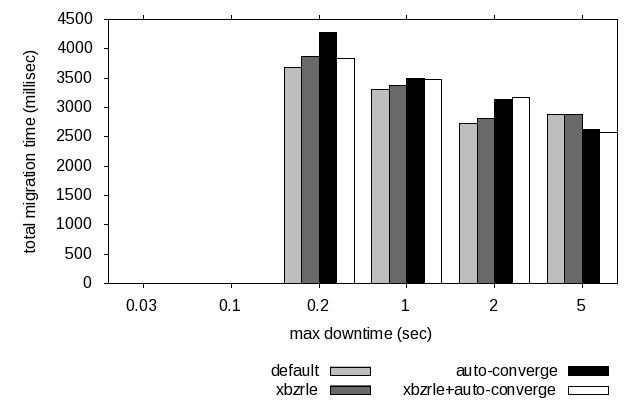 4500
4000
3500
3000
2500
2000
1500
1000
500
0
total migration time (millisec)
0.03 0.1 0.2 1 2 5
max downtime (sec)
default auto-converge
xbzrle xbzrle+auto-converge